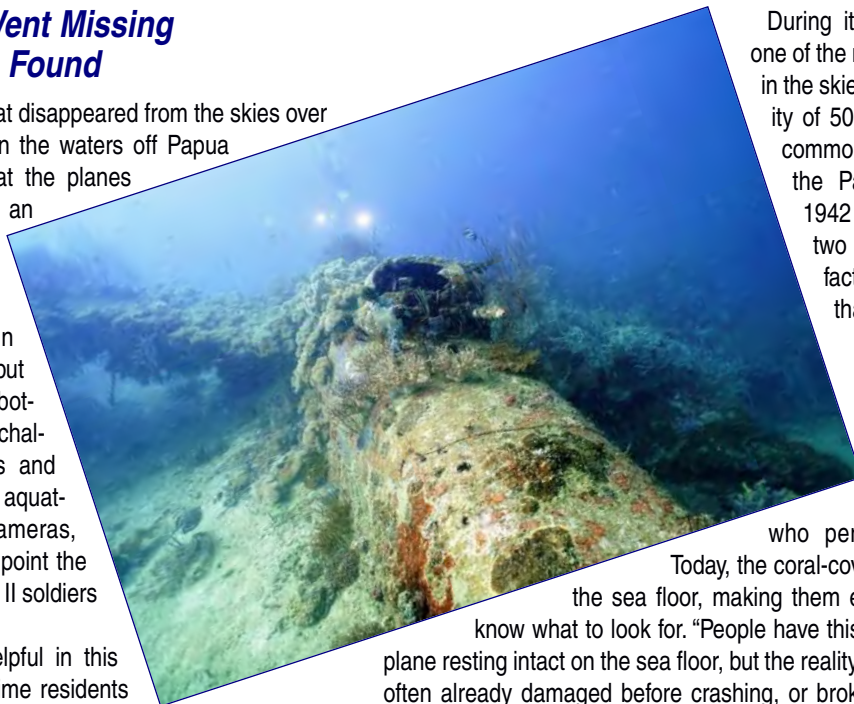 Went Missing
Found
at disappeared from the skies over
n the waters off Papua
at the planes
an
n
out
bot-
chal-
s and
aquat-
ameras,
point the
II soldiers
elpful in this
me residents
During it
one of the r
in the skie
ity of 50
commo
the Pa
1942
two
fact
tha
who per
Today, the coral-cov
the sea floor, making them e
know what to look for. “People have this
plane resting intact on the sea floor, but the reality
often already damaged before crashing, or brok